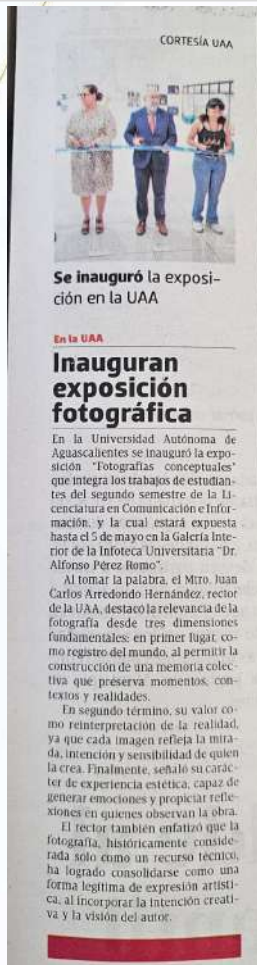 CORTESÍA UAA
Se inauguró la exposi-
ción en la UAA
En la UAA
Inauguran
exposición
fotográfica
En la Universidad Autónoma de
Aguascalientes se inauguró la expo-
sición "Fotografías conceptuales"
que integra los trabajos de estudian-
tes del segundo semestre de la Li-
cenciatura en Comunicación e Infor-
mación, y la cual estará expuesta
hasta el 5 de mayo en la Galería Inte-
rior de la Infoteca Universitaria "Dr.
Alfonso Pérez Romo".
Al tomar la palabra, el Mtro. Juan
Carlos Arredondo Hernández, rector
de la UAA, destacó la relevancia de la
fotografía desde tres dimensiones
fundamentales: en primer lugar, co-
mo registro del mundo, al permitir la
construcción de una memoria colec-
tiva que preserva momentos, con-
textos y realidades.
En segundo término, su valor co-
mo reinterpretación de la realidad,
ya que cada imagen refleja la mira-
da, intención y sensibilidad de quien
la crea. Finalmente, señaló su carác-
ter de experiencia estética, capaz de
generar emociones y propiciar refle-
xiones en quienes observan la obra.
El rector también enfatizó que la
fotografía, históricamente conside-
rada solo como un recurso técnico,
ha logrado consolidarse como una
forma legítima de expresión artísti-
ca, al incorporar la intención creati-
va y la visión del autor.